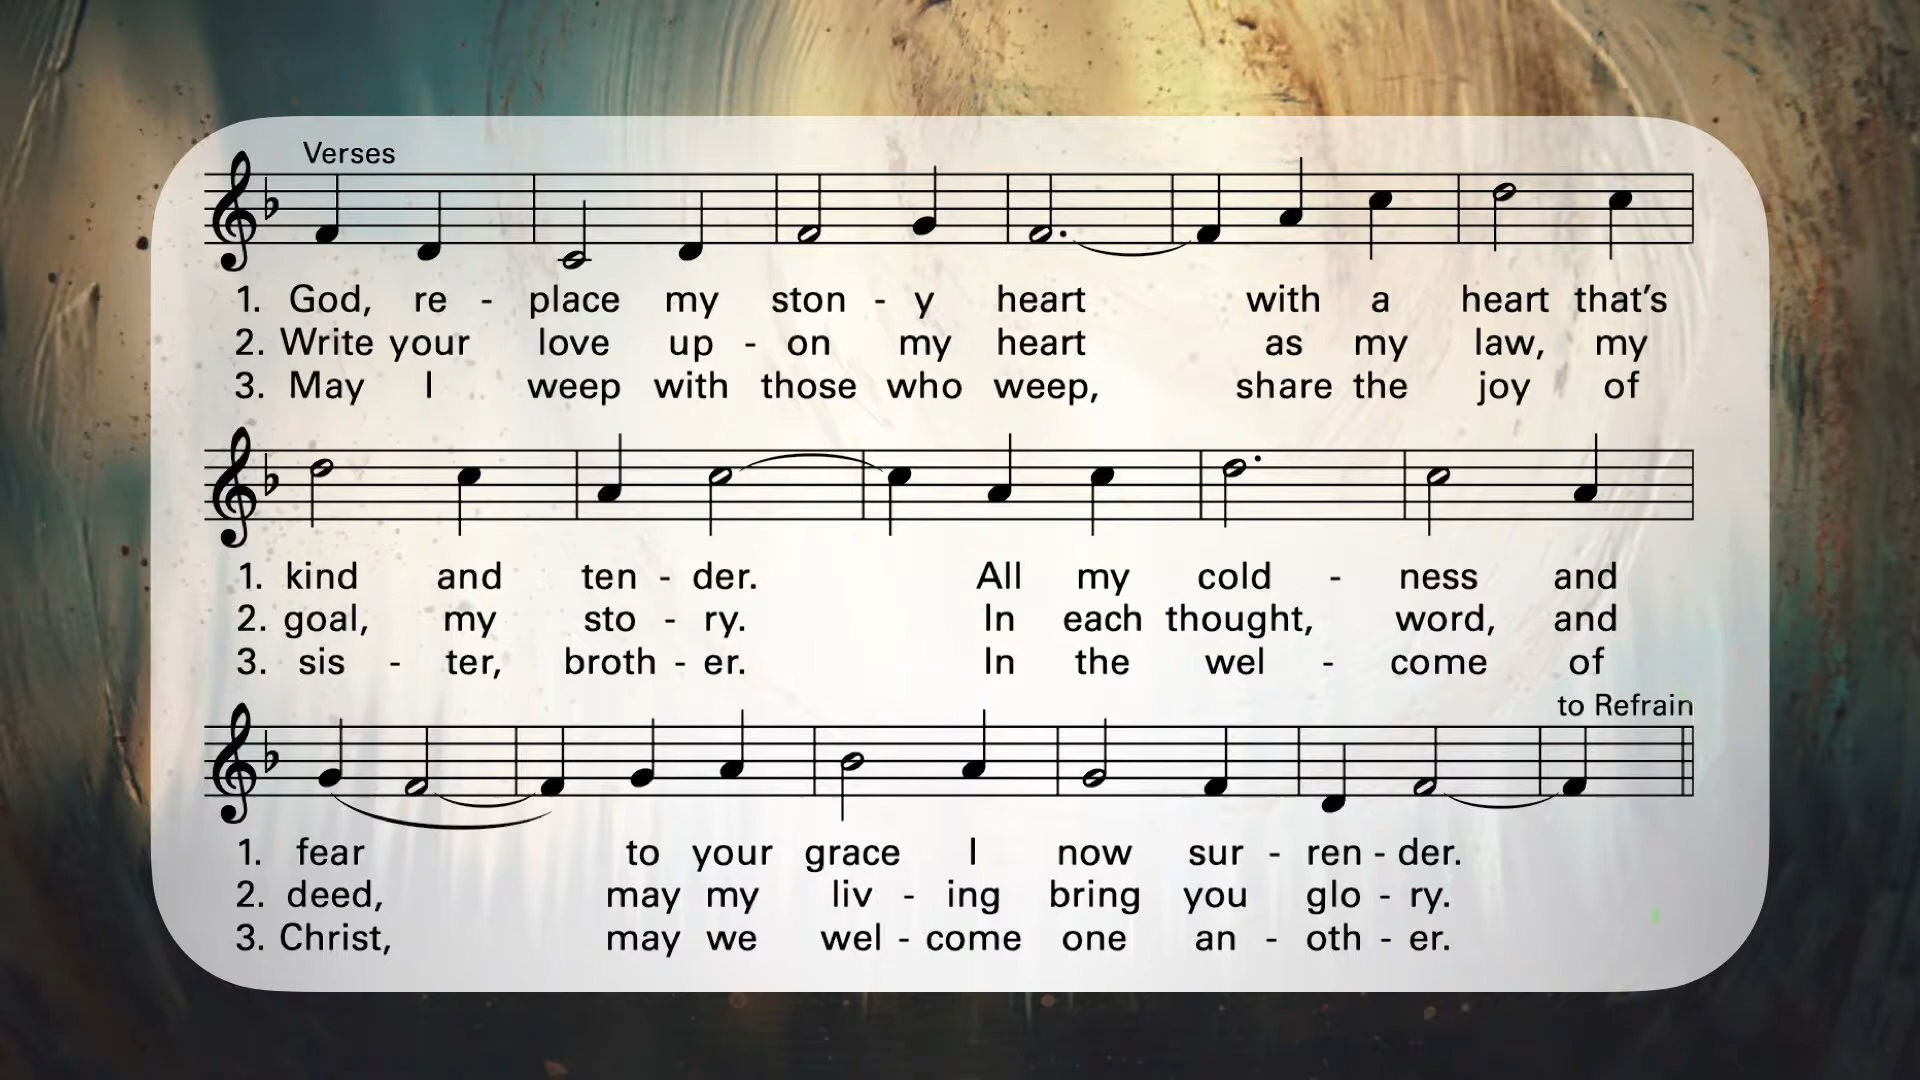 Verses
1. God, re - place my ston - y heart with a heart that's
2. Write your love up - on my heart as my law, my
3. May I weep with those who weep, share the joy of
1. kind and ten - der. All my cold - ness and
2. goal, my sto - ry. In each thought, word, and
3. sis - ter, broth - er. In the wel - come of
to Refrain
1. fear to your grace I now sur - ren - der.
2. deed, may my liv - ing bring you glo - ry.
3. Christ, may we wel - come one an - oth - er.